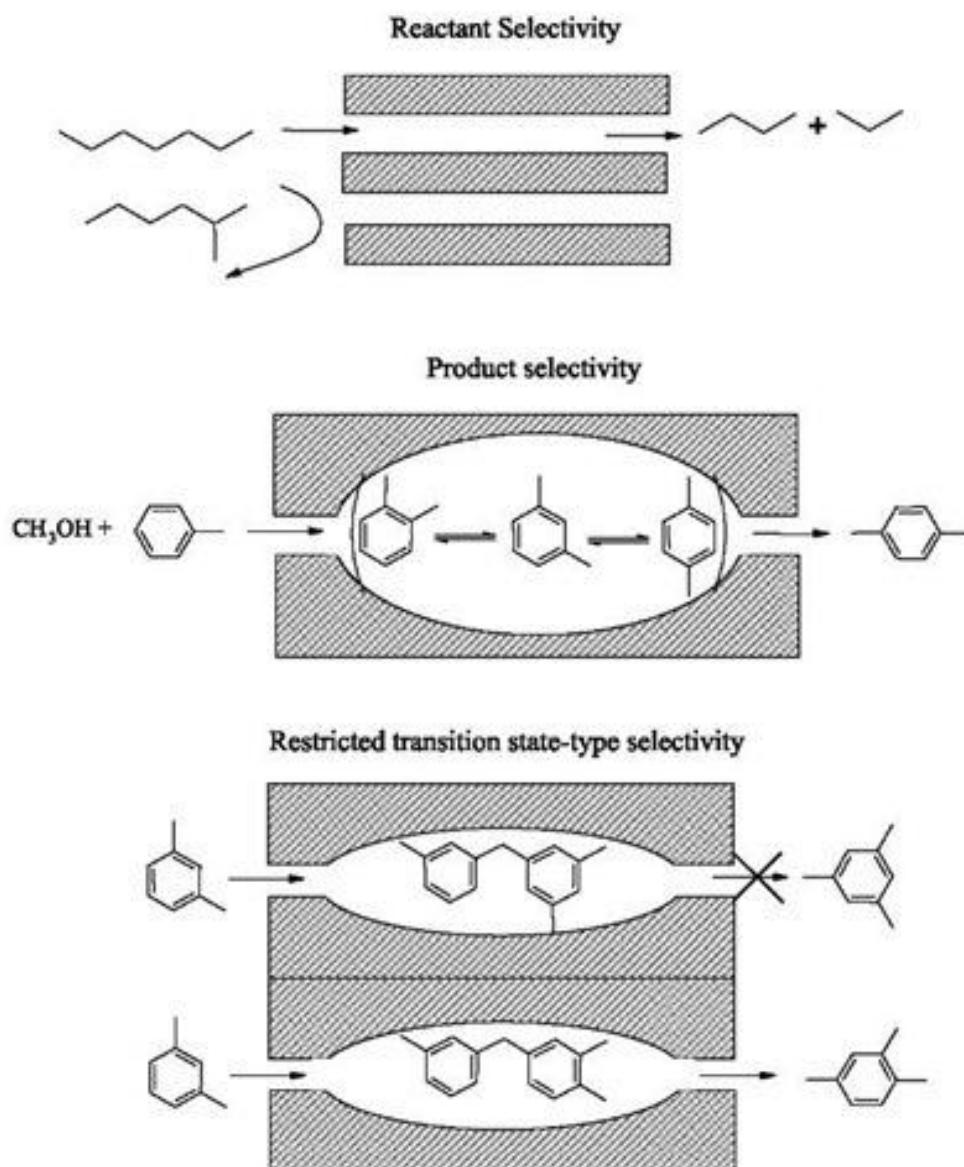 Reactant Selectivity
+
Product selectivity
CH₃OH +
Restricted transition state-type selectivity